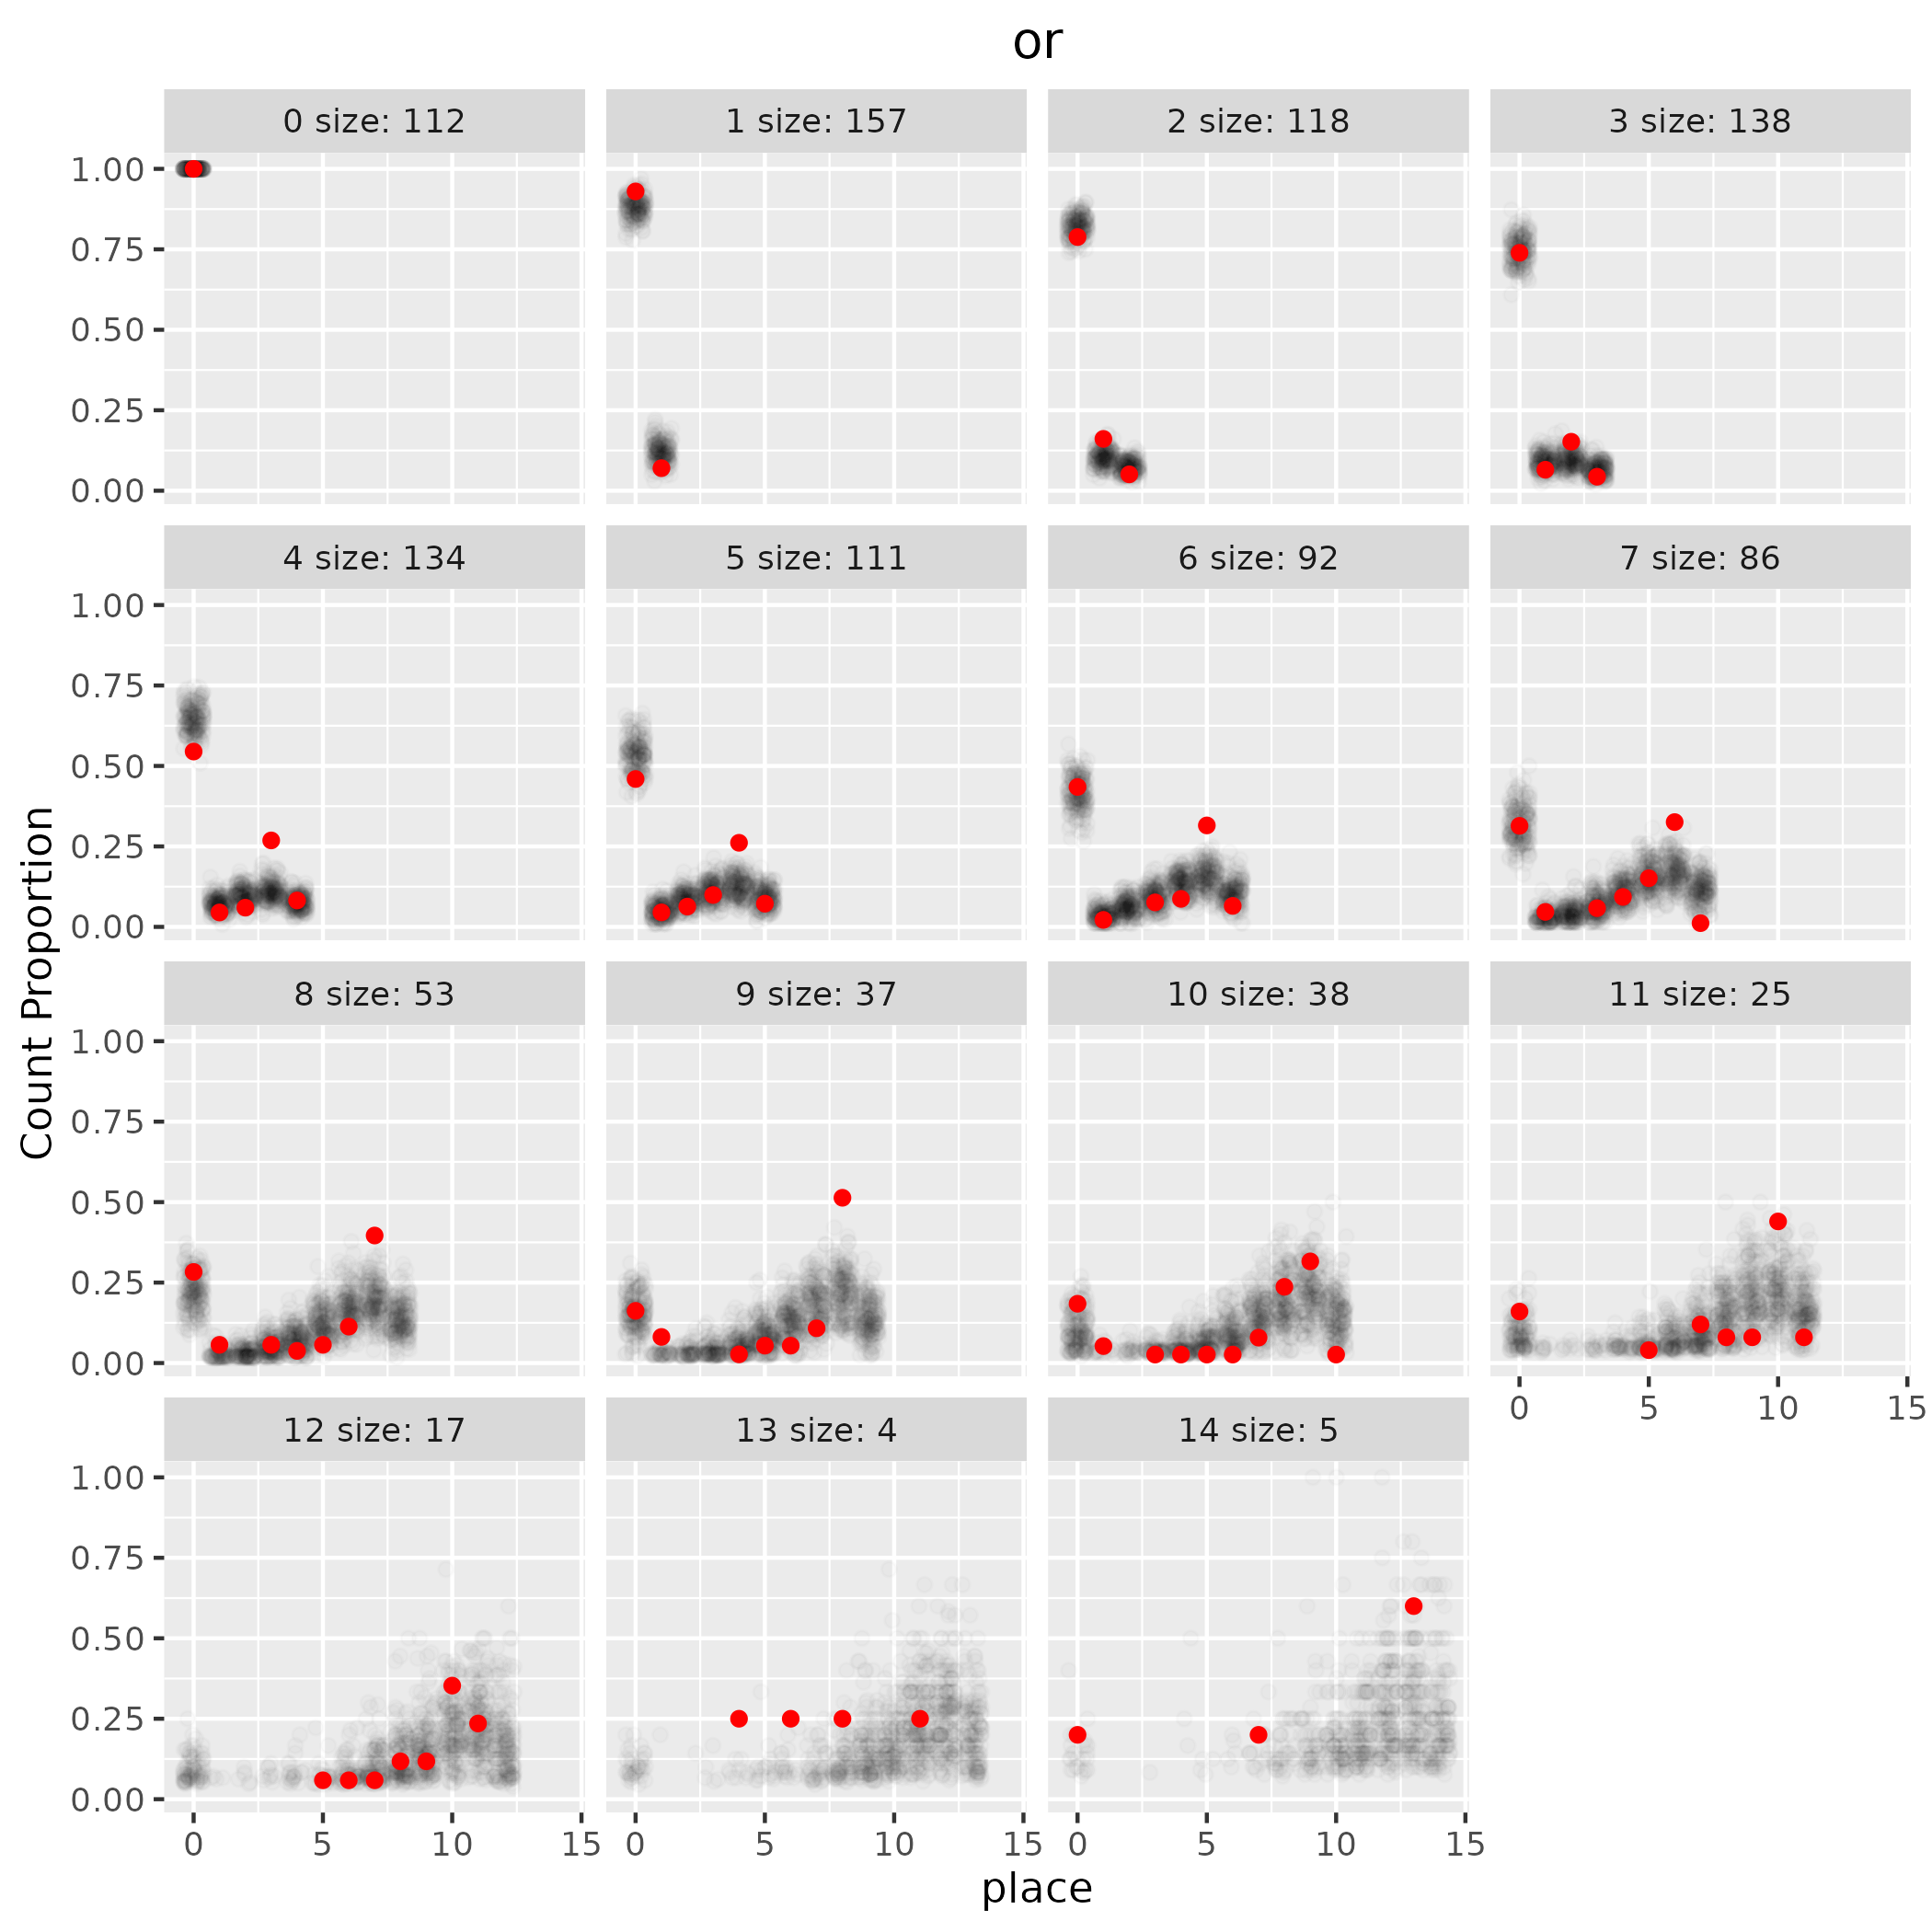 or
0 size: 112
1 size: 157
2 size: 118
3 size: 138
1.00
0.75
0.50
0.25
0.00
4 size: 134
5 size: 111
6 size: 92
7 size: 86
1.00
0.75
0.50
0.25
0.00
Count Proportion
8 size: 53
9 size: 37
10 size: 38
11 size: 25
1.00
0.75
0.50
0.25
0.00
0 5 10 15
12 size: 17
13 size: 4
14 size: 5
1.00
0.75
0.50
0.25
0.00
0 5 10 15
0 5 10 15
0 5 10 15
place